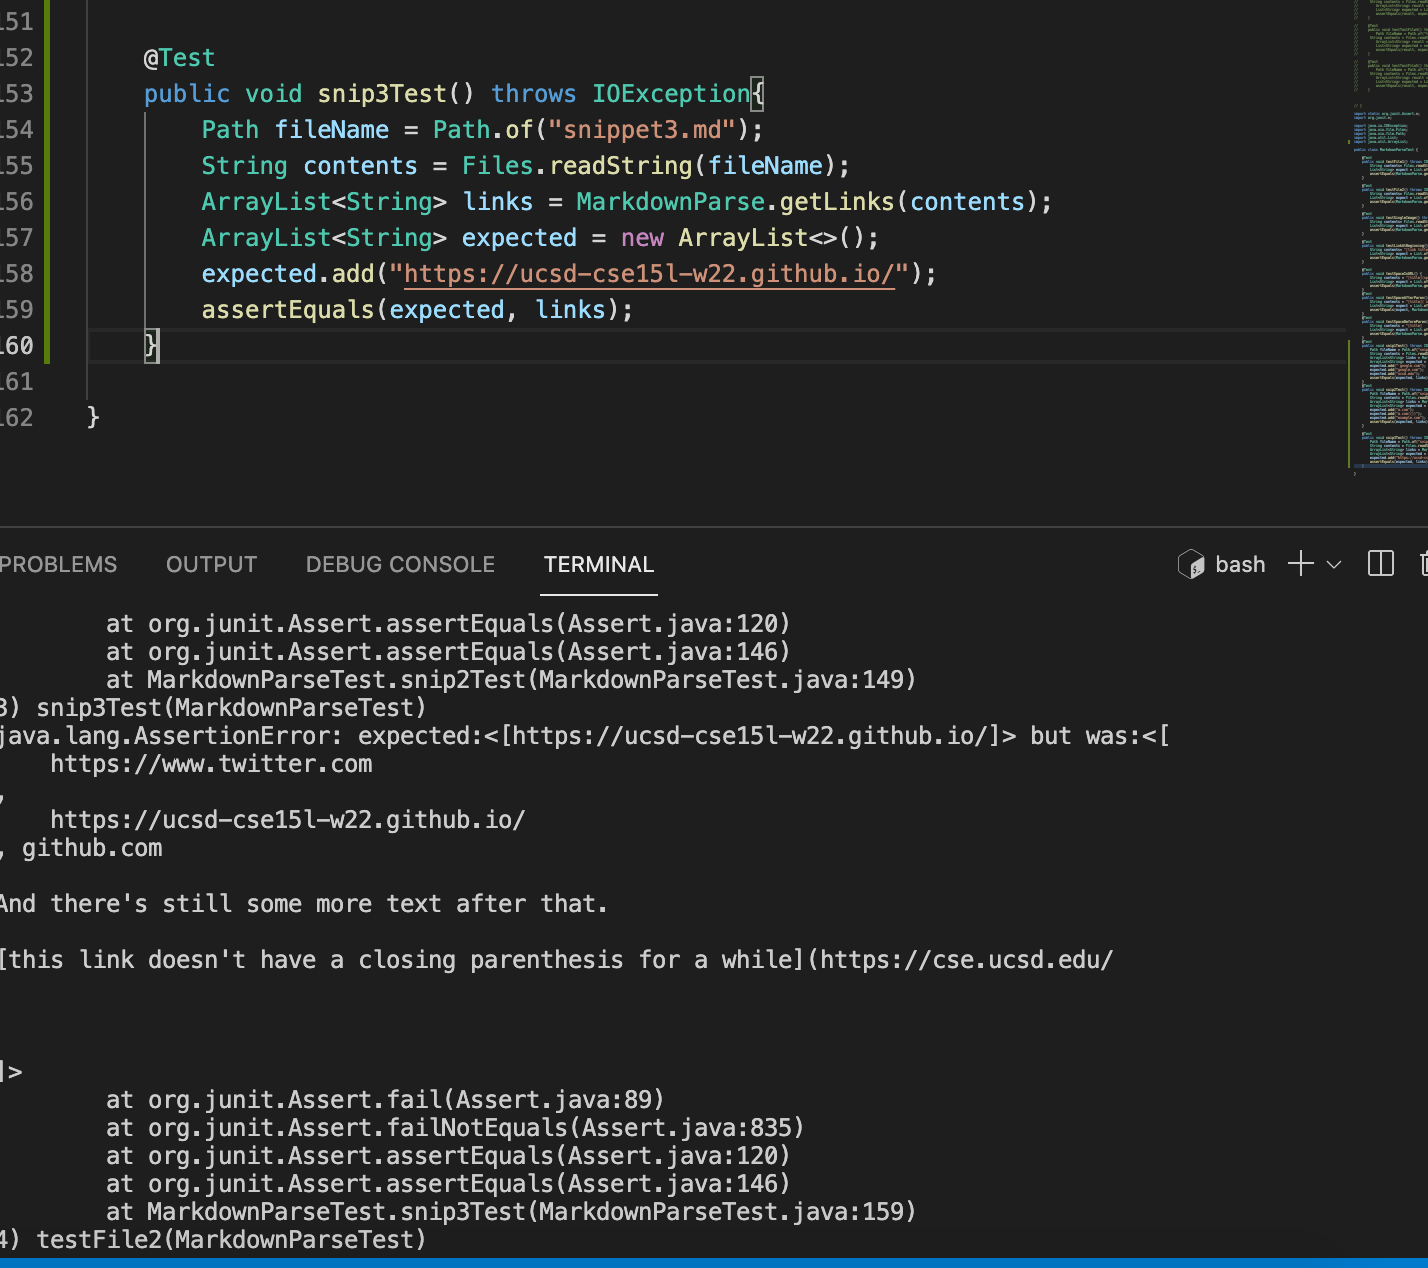 151
152 @Test
153 public void snip3Test() throws IOException{
154 Path fileName = Path.of("snippet3.md");
155 String contents = Files.readString(fileName);
156 ArrayList<String> links = MarkdownParse.getLinks(contents);
157 ArrayList<String> expected = new ArrayList<>();
158 expected.add("https://ucsd-cse15l-w22.github.io/");
159 assertEquals(expected, links);
160 }
161
162 }
PROBLEMS OUTPUT DEBUG CONSOLE TERMINAL bash
at org.junit.Assert.assertEquals(Assert.java:120)
at org.junit.Assert.assertEquals(Assert.java:146)
at MarkdownParseTest.snip2Test(MarkdownParseTest.java:149)
3) snip3Test(MarkdownParseTest)
java.lang.AssertionError: expected:<[https://ucsd-cse15l-w22.github.io/]> but was:<[
https://www.twitter.com
,
https://ucsd-cse15l-w22.github.io/
, github.com
And there's still some more text after that.
[this link doesn't have a closing parenthesis for a while](https://cse.ucsd.edu/
]>
at org.junit.Assert.fail(Assert.java:89)
at org.junit.Assert.failNotEquals(Assert.java:835)
at org.junit.Assert.assertEquals(Assert.java:120)
at org.junit.Assert.assertEquals(Assert.java:146)
at MarkdownParseTest.snip3Test(MarkdownParseTest.java:159)
4) testFile2(MarkdownParseTest)